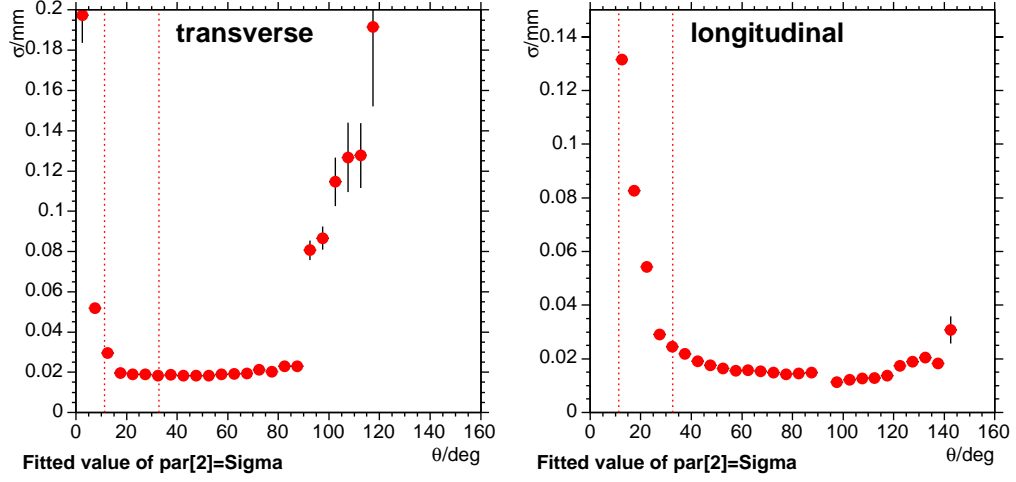 transverse
σ/mm
0.2
0.18
0.16
0.14
0.12
0.1
0.08
0.06
0.04
0.02
0
0 20 40 60 80 100 120 140 160
θ/deg
Fitted value of par[2]=Sigma
longitudinal
σ/mm
0.14
0.12
0.1
0.08
0.06
0.04
0.02
0
0 20 40 60 80 100 120 140 160
θ/deg
Fitted value of par[2]=Sigma